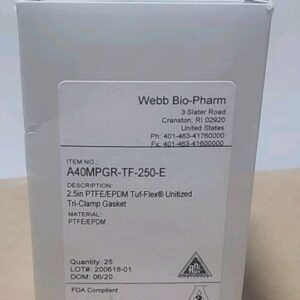 Webb Bio-Pharm
3 Slater Road
Cranston, RI 02920
United States
Ph: 401-463-41760000
Fx: 401-463-41600000
ITEM NO.:
A40MPGR-TF-250-E
DESCRIPTION:
2.5in PTFE/EPDM Tuf-Flex® Unitized
Tri-Clamp Gasket
MATERIAL:
PTFE/EPDM
Quantity: 25
LOT#: 200618-01
DOM: 06/20
FDA Compliant
3